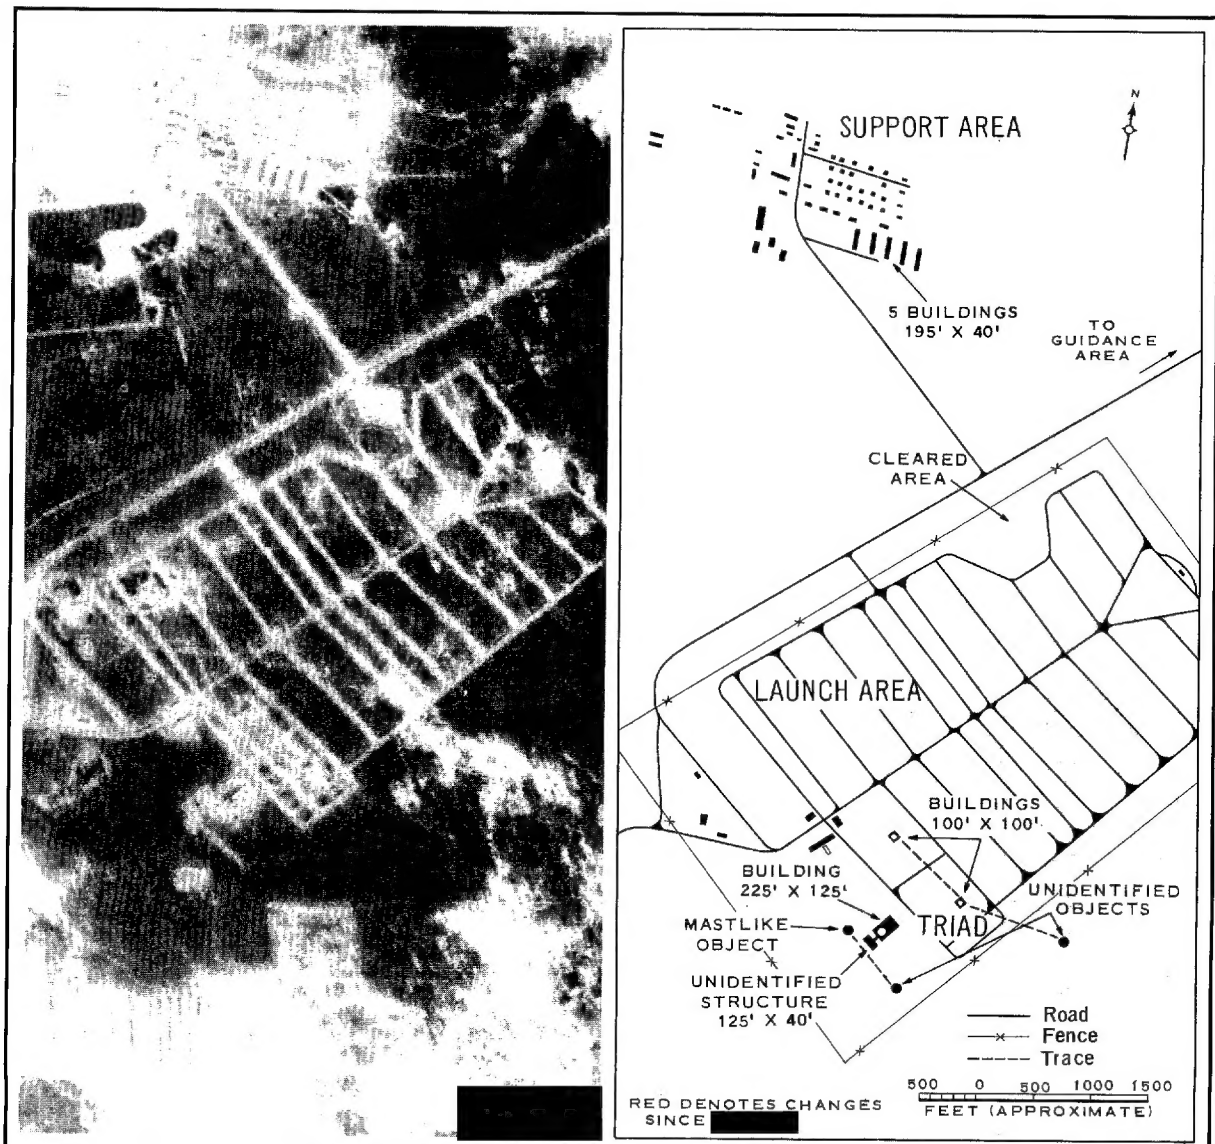 N
SUPPORT AREA
5 BUILDINGS
195' X 40'
TO
GUIDANCE
AREA
CLEARED
AREA
LAUNCH AREA
BUILDINGS
100' X 100'
BUILDING
225' X 125'
UNIDENTIFIED
OBJECTS
MASTLIKE
OBJECT
TRIAD
UNIDENTIFIED
STRUCTURE
125' X 40'
Road
Fence
Trace
500 0 500 1000 1500
FEET (APPROXIMATE)
RED DENOTES CHANGES
SINCE